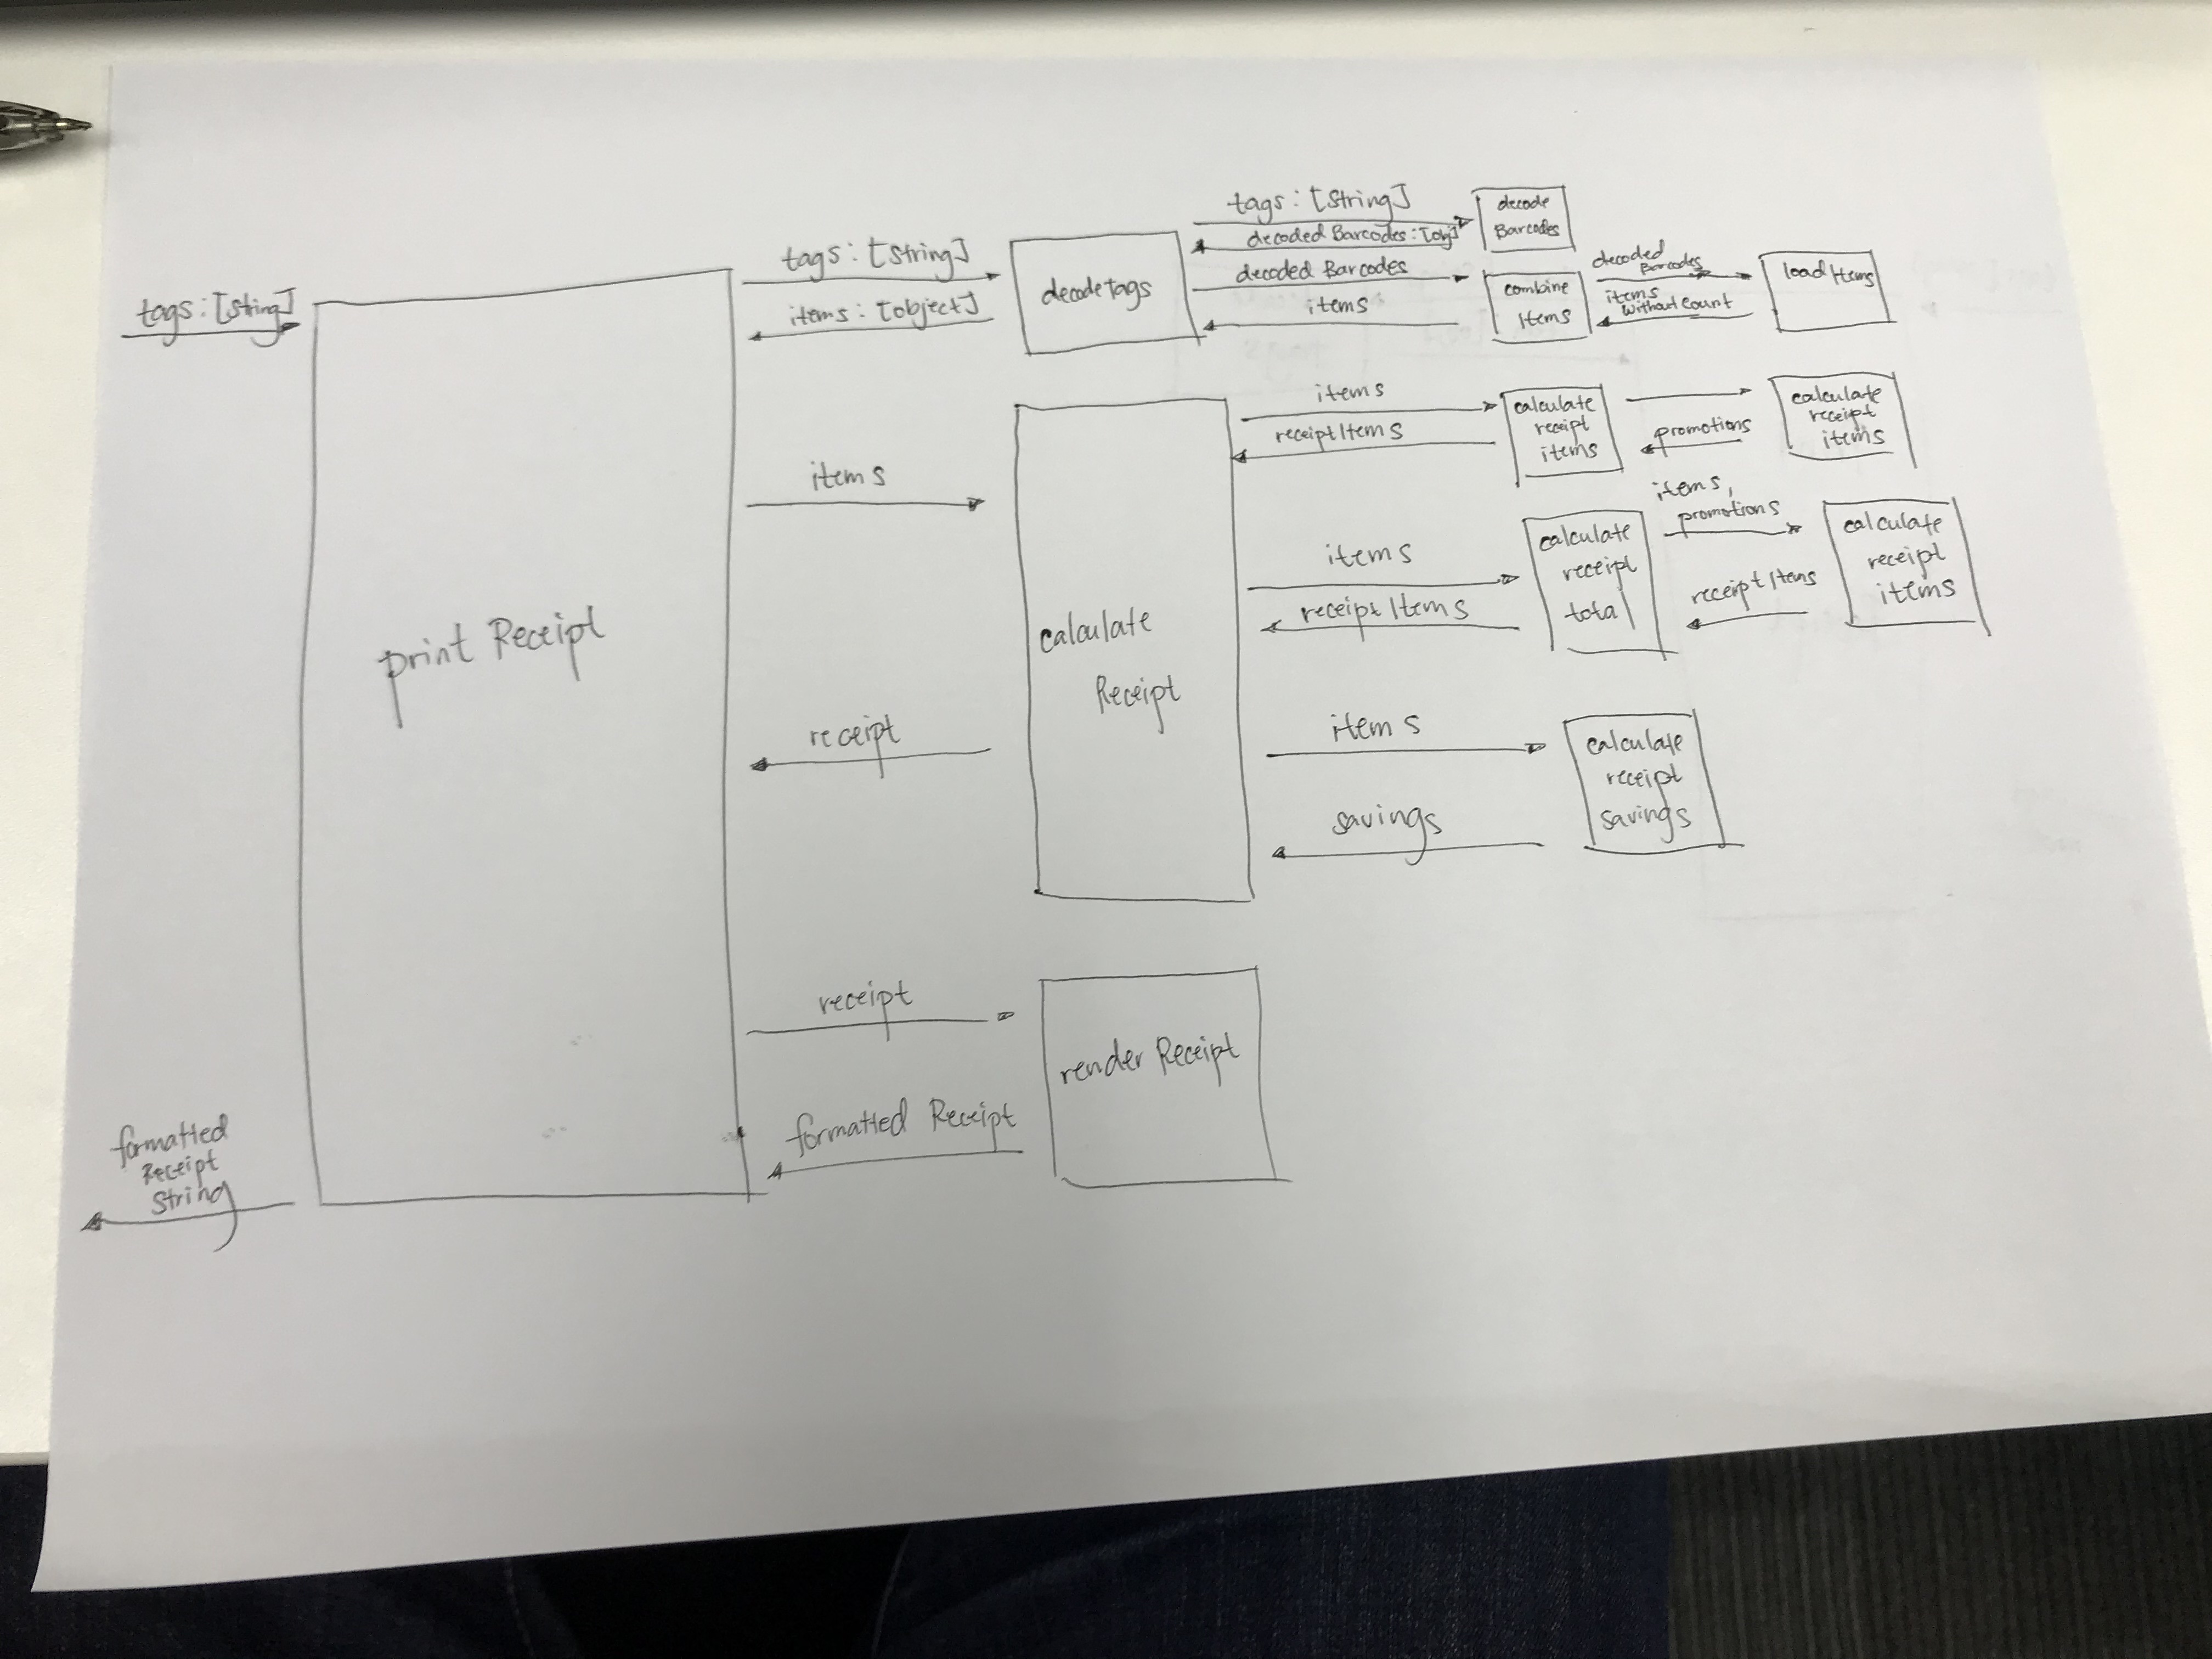 tags: [String]
print Receipt
formatted
Receipt
String
tags: [String]
items: [object]
decodeTags
tags: [String]
decoded Barcodes: [obj]
decode
Barcodes
decoded Barcodes
items
combine
Items
decoded
Barcodes
items
without count
load Items
items
receipt
calculate
Receipt
items
receiptItems
calculate
receipt
items
promotions
calculate
receipt
items
items
receipt Items
calculate
receipt
total
items,
promotions
receipt Items
calculate
receipt
items
items
savings
calculate
receipt
savings
receipt
formatted Receipt
render Receipt